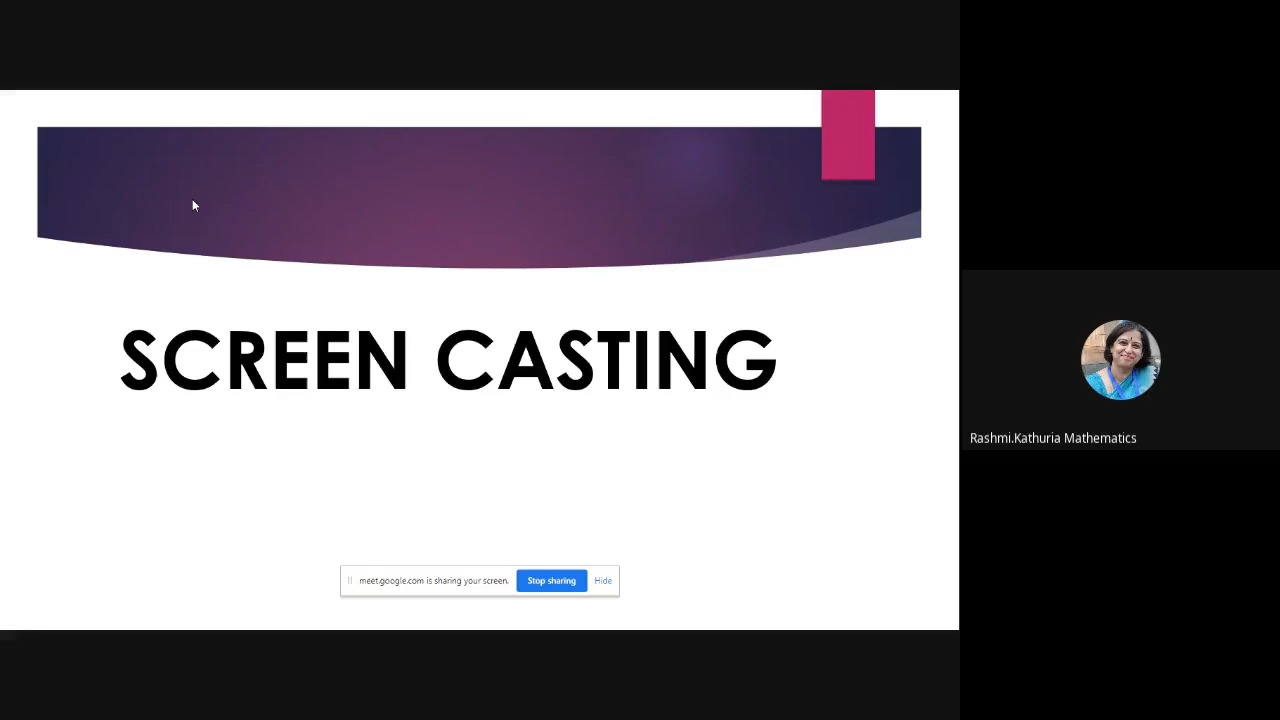 SCREEN CASTING
Rashmi.Kathuria Mathematics
meet.google.com is sharing your screen. Stop sharing Hide